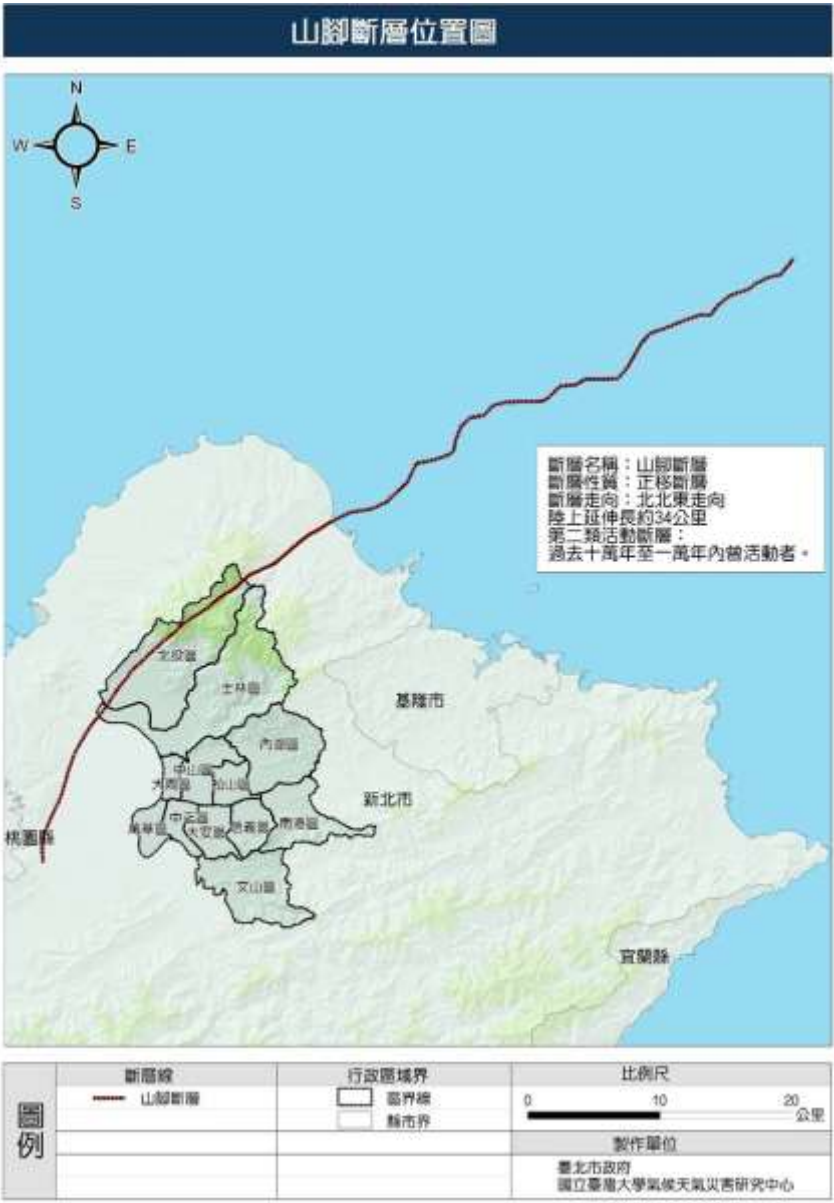 山腳斷層位置圖
N
W E
S
斷層名稱：山腳斷層
斷層性質：正移斷層
斷層走向：北北東走向
陸上延伸長約34公里
第二類活動斷層：
過去十萬年至一萬年內曾活動者。
北投區
士林區
基隆市
內湖區
中山區
大同區
松山區
新北市
中正區
萬華區
大安區
信義區
南港區
桃園縣
文山區
宜蘭縣
圖例
斷層線
山腳斷層
行政區域界
區界線
縣市界
比例尺
0 10 20
公里
製作單位
臺北市政府
國立臺灣大學氣候天氣災害研究中心